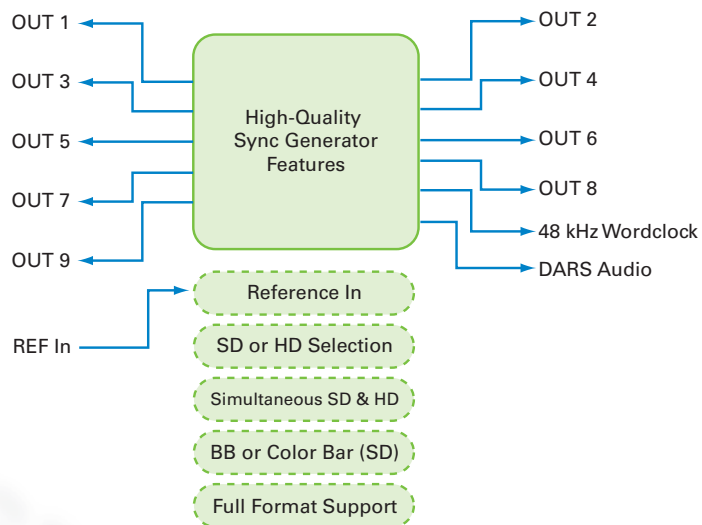 OUT 1
OUT 2
OUT 3
OUT 4
High-Quality
Sync Generator
Features
OUT 5
OUT 6
OUT 7
OUT 8
48 kHz Wordclock
OUT 9
DARS Audio
Reference In
REF In
SD or HD Selection
Simultaneous SD & HD
BB or Color Bar (SD)
Full Format Support